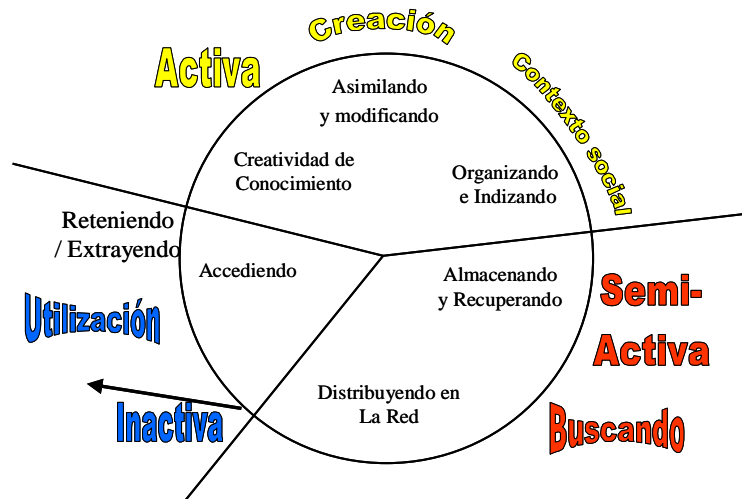 Creación
Activa
Contexto social
Asimilando
y modificando
Creatividad de
Conocimiento
Organizando
e Indizando
Reteniendo
/ Extrayendo
Accediendo
Almacenando
y Recuperando
Semi-
Activa
Utilización
Distribuyendo en
La Red
Inactiva
Buscando